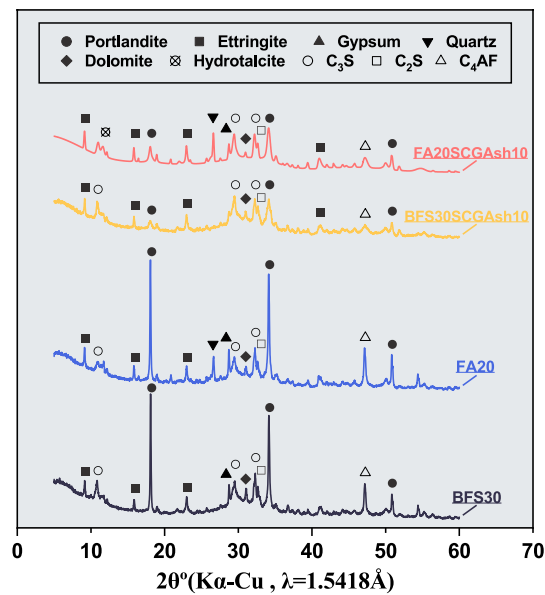 Portlandite Ettringite Gypsum Quartz
Dolomite Hydrotalcite C₃S C₂S C₄AF
FA20SCGAsh10
BFS30SCGAsh10
FA20
BFS30
0 10 20 30 40 50 60 70
2θ°(Kα-Cu , λ=1.5418Å)